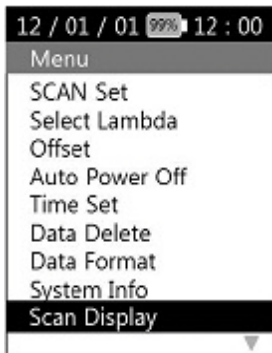 12 / 01 / 01 99% 12 : 00
Menu
SCAN Set
Select Lambda
Offset
Auto Power Off
Time Set
Data Delete
Data Format
System Info
Scan Display